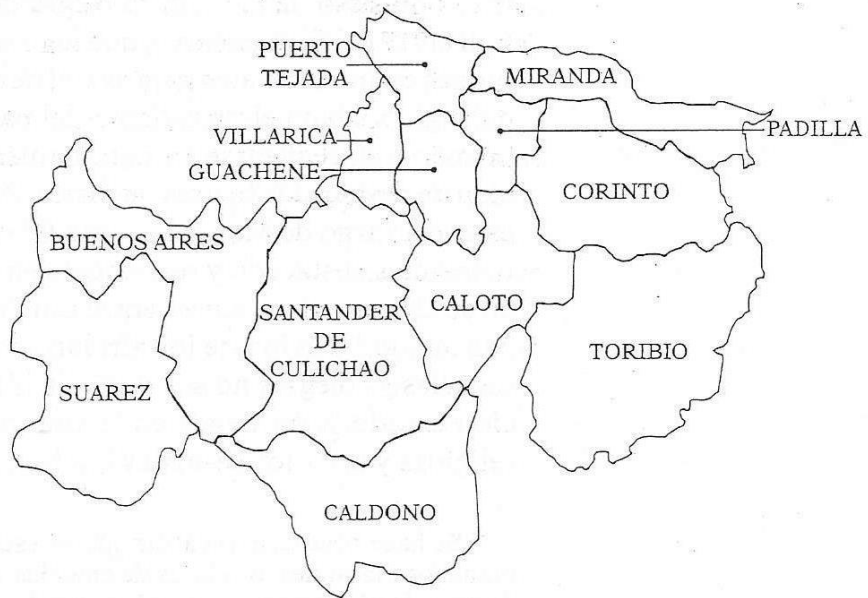 PUERTO
TEJADA
MIRANDA
VILLARICA
PADILLA
GUACHENE
CORINTO
BUENOS AIRES
SANTANDER
DE
CULICHAO
CALOTO
TORIBIO
SUAREZ
CALDONO